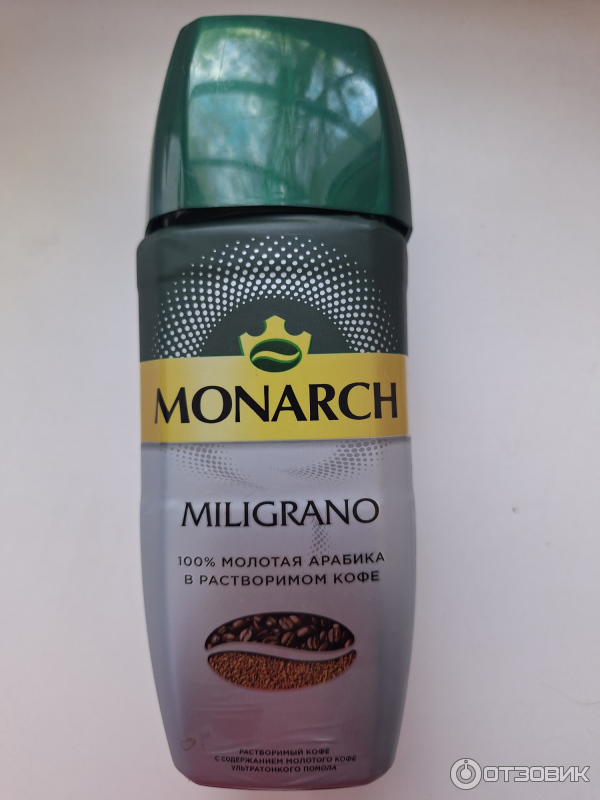 MONARCH
MILIGRANO
100% МОЛОТАЯ АРАБИКА
В РАСТВОРИМОМ КОФЕ
РАСТВОРИМЫЙ КОФЕ
С СОДЕРЖАНИЕМ МОЛОТОГО КОФЕ
УЛЬТРАТОНКОГО ПОМОЛА
ОТЗОВИК